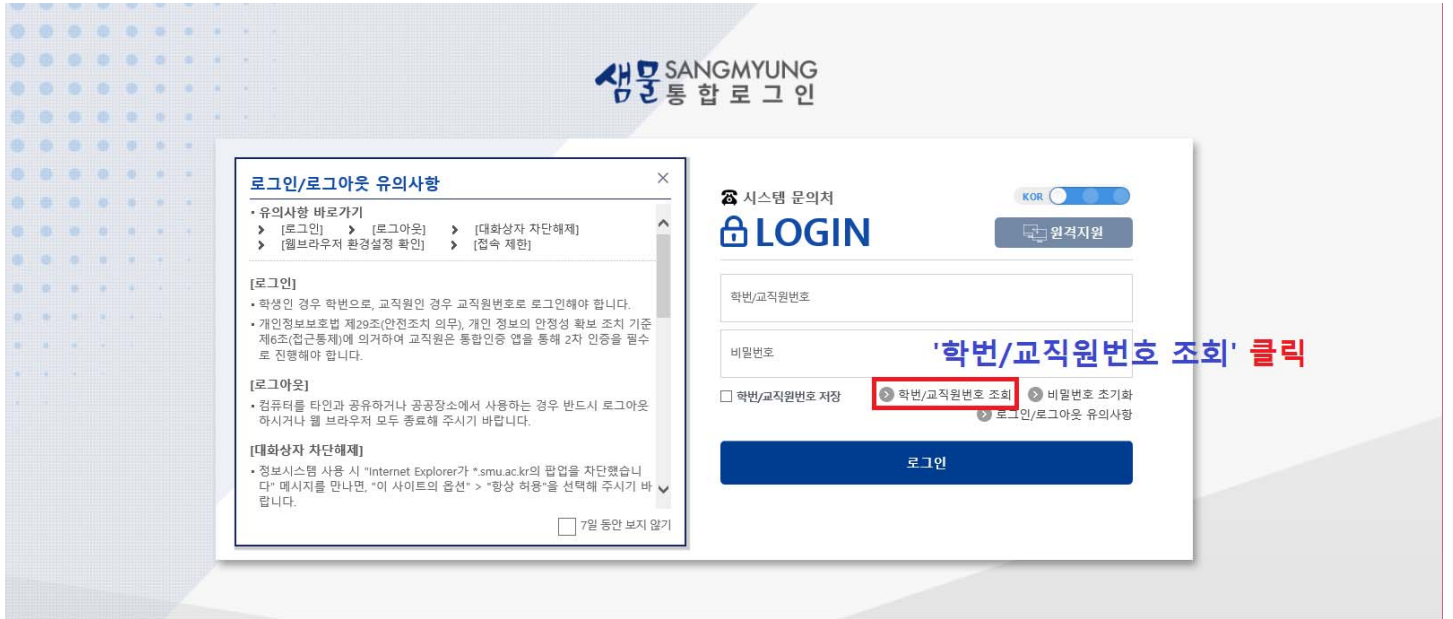 샘물 SANGMYUNG
통합로그인
로그인/로그아웃 유의사항
• 유의사항 바로가기
[로그인] [로그아웃] [대화상자 차단해제]
[웹브라우저 환경설정 확인] [접속 제한]
[로그인]
• 학생인 경우 학번으로, 교직원인 경우 교직원번호로 로그인해야 합니다.
• 개인정보보호법 제29조(안전조치 의무), 개인 정보의 안정성 확보 조치 기준
제6조(접근통제)에 의거하여 교직원은 통합인증 앱을 통해 2차 인증을 필수
로 진행해야 합니다.
[로그아웃]
• 컴퓨터를 타인과 공유하거나 공공장소에서 사용하는 경우 반드시 로그아웃
하시거나 웹 브라우저 모두 종료해 주시기 바랍니다.
[대화상자 차단해제]
• 정보시스템 사용 시 "Internet Explorer가 *.smu.ac.kr의 팝업을 차단했습니
다" 메시지를 만나면, "이 사이트의 옵션" > "항상 허용"을 선택해 주시기 바
랍니다.
7일 동안 보지 않기
시스템 문의처
KOR
LOGIN
원격지원
학번/교직원번호
비밀번호
'학번/교직원번호 조회' 클릭
학번/교직원번호 저장
학번/교직원번호 조회
비밀번호 초기화
로그인/로그아웃 유의사항
로그인